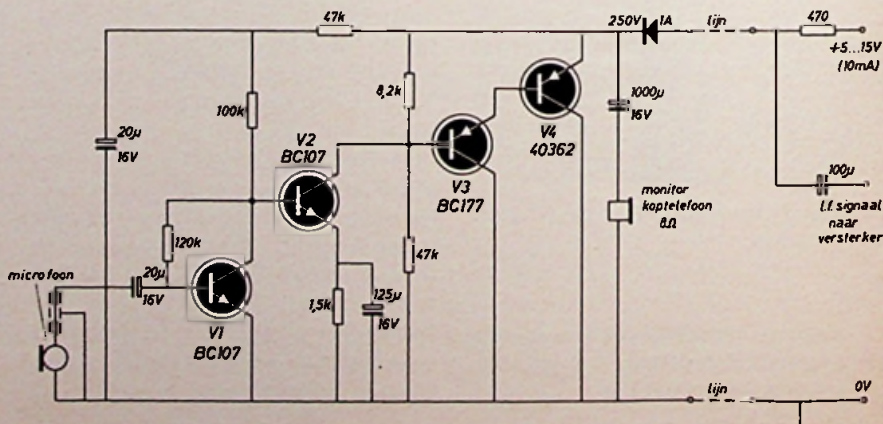 47k
250V
1A
lijn
470
+5...15V
(10mA)
8,2k
100k
20µ
16V
V2
BC107
V4
40362
1000µ
16V
V3
BC177
100µ
monitor
koptelefoon
8Ω
l.f. signaal
naar
versterker
120k
47k
microfoon
20µ
16V
1,5k
125µ
16V
V1
BC107
lijn
0V